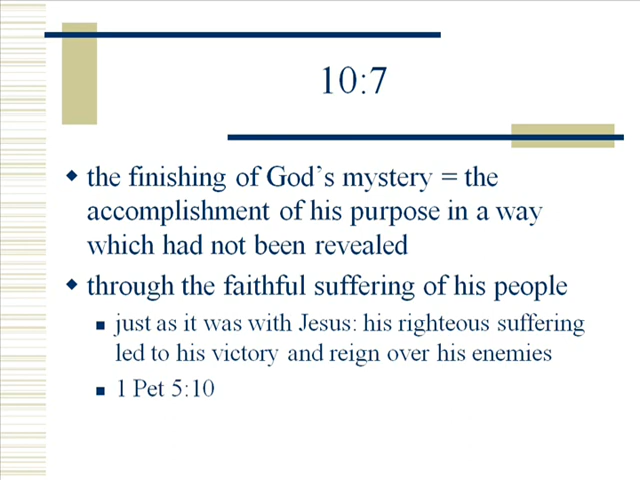 10:7
the finishing of God's mystery = the
accomplishment of his purpose in a way
which had not been revealed
through the faithful suffering of his people
just as it was with Jesus: his righteous suffering
led to his victory and reign over his enemies
1 Pet 5:10